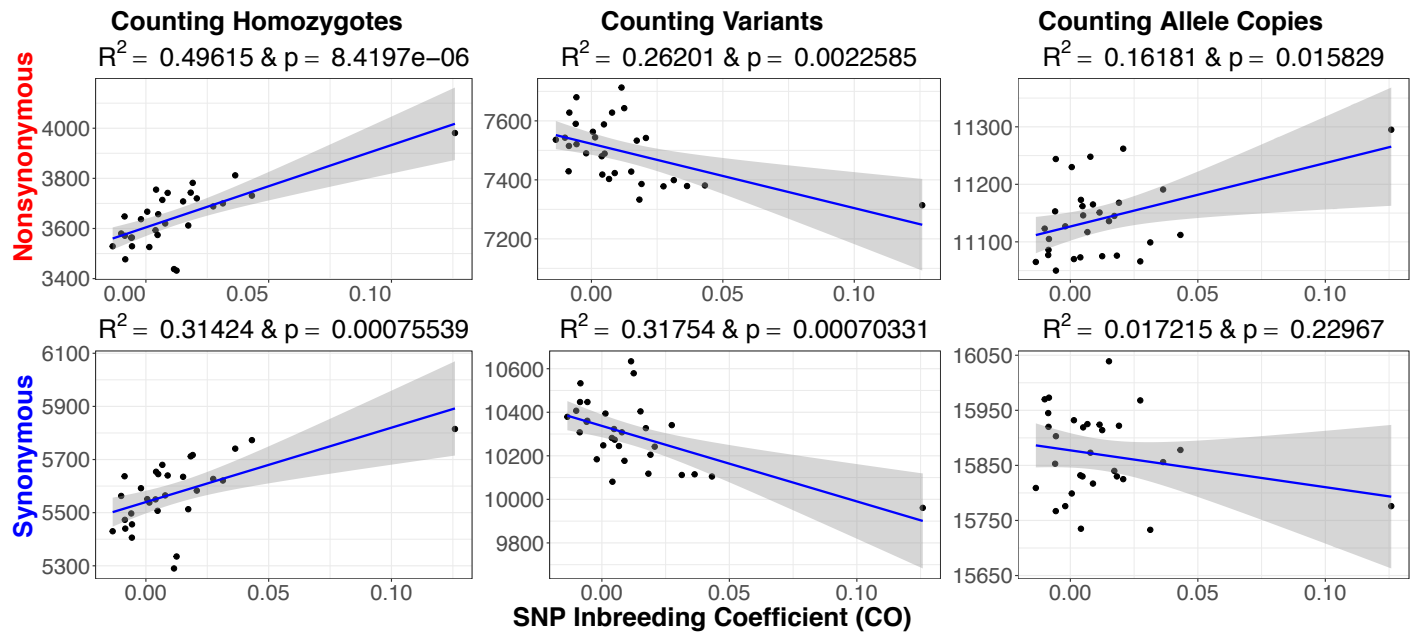 Counting Homozygotes Counting Variants Counting Allele Copies
R² = 0.49615 & p = 8.4197e−06 R² = 0.26201 & p = 0.0022585 R² = 0.16181 & p = 0.015829
Nonsynonymous
4000
3800
3600
3400
0.00 0.05 0.10
7600
7400
7200
0.00 0.05 0.10
11300
11200
11100
0.00 0.05 0.10
R² = 0.31424 & p = 0.00075539 R² = 0.31754 & p = 0.00070331 R² = 0.017215 & p = 0.22967
Synonymous
6100
5900
5700
5500
5300
0.00 0.05 0.10
10600
10400
10200
10000
9800
0.00 0.05 0.10
16050
15950
15850
15750
15650
0.00 0.05 0.10
SNP Inbreeding Coefficient (CO)